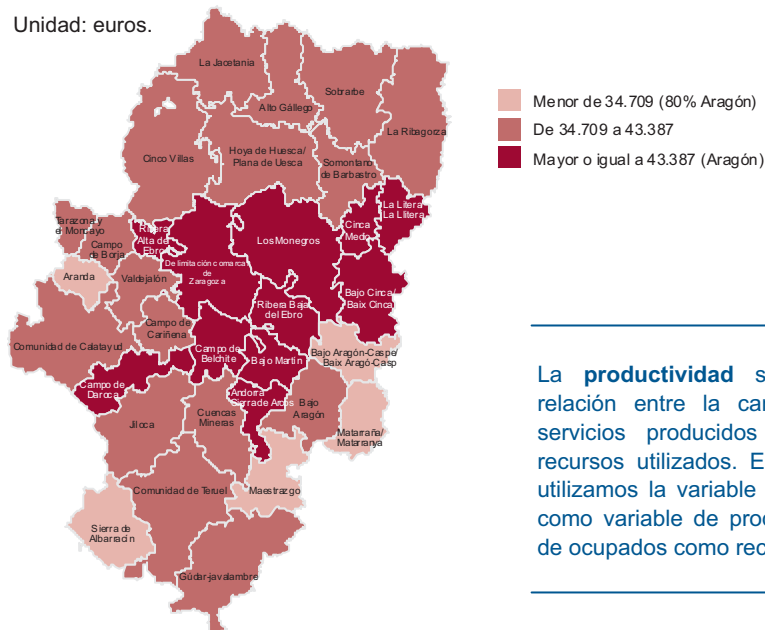 Unidad: euros.
La Jacetania
Alto Gállego
Sobrarbe
La Ribagorza
Cinco Villas
Hoya de Huesca/
Plana de Uesca
Somontano
de Barbastro
Menor de 34.709 (80% Aragón)
De 34.709 a 43.387
Mayor o igual a 43.387 (Aragón)
La Litera
La Llitera
Cinca
Medio
Tarazona y
el Moncayo
Campo
de Borja
Ribera
Alta del
Ebro
Los Monegros
Delimitación comarcal
de
Zaragoza
Aranda
Valdejalón
Bajo Cinca/
Baix Cinca
Ribera Baja
del Ebro
Campo de
Cariñena
Comunidad de Calatayud
Campo de
Belchite
Bajo Martín
Bajo Aragón-Caspe/
Baix Aragó-Casp
Campo de
Daroca
Andorra
Sierra de Arcos
Bajo
Aragón
Jiloca
Cuencas
Mineras
Matarraña/
Matarranya
Comunidad de Teruel
Maestrazgo
Sierra de
Albarracín
Gúdar-javalambre
La productividad s
relación entre la ca
servicios producidos
recursos utilizados. E
utilizamos la variable
como variable de prod
de ocupados como rec